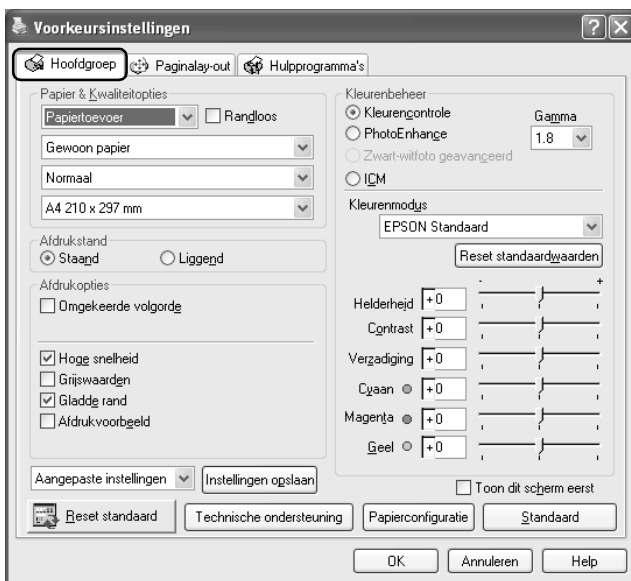 Voorkeursinstellingen
Hoofdgroep Paginalay-out Hulpprogramma's
Papier & Kwaliteitopties
Papiertoevoer Randloos
Gewoon papier
Normaal
A4 210 x 297 mm
Afdrukstand
Staand Liggend
Afdrukopties
Omgekeerde volgorde
Hoge snelheid
Grijswaarden
Gladde rand
Afdrukvoorbeeld
Kleurenbeheer
Kleurencontrole
PhotoEnhance
Zwart-witfoto geavanceerd
ICM
Gamma
1.8
Kleurenmodus
EPSON Standaard
Reset standaardwaarden
- +
Helderheid +0
Contrast +0
Verzadiging +0
Cyaan +0
Magenta +0
Geel +0
Aangepaste instellingen Instellingen opslaan
Toon dit scherm eerst
Reset standaard Technische ondersteuning Papierconfiguratie Standaard
OK Annuleren Help